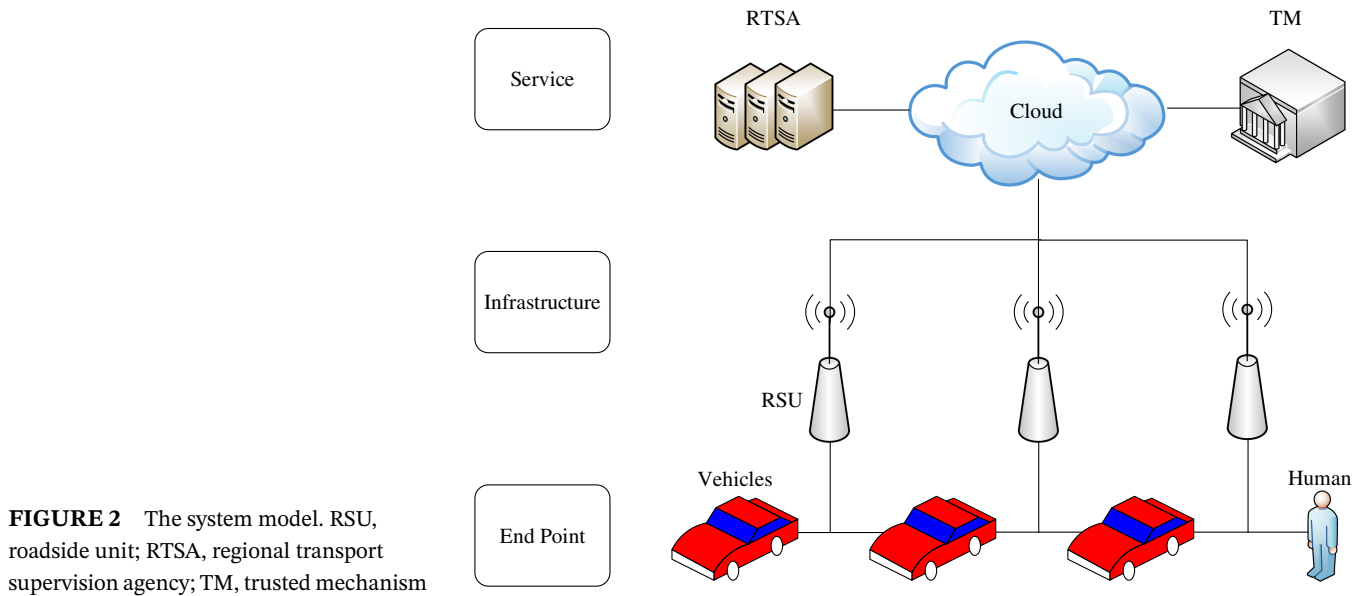 RTSA
TM
Service
Cloud
Infrastructure
RSU
Vehicles
Human
End Point
FIGURE 2 The system model. RSU,
roadside unit; RTSA, regional transport
supervision agency; TM, trusted mechanism